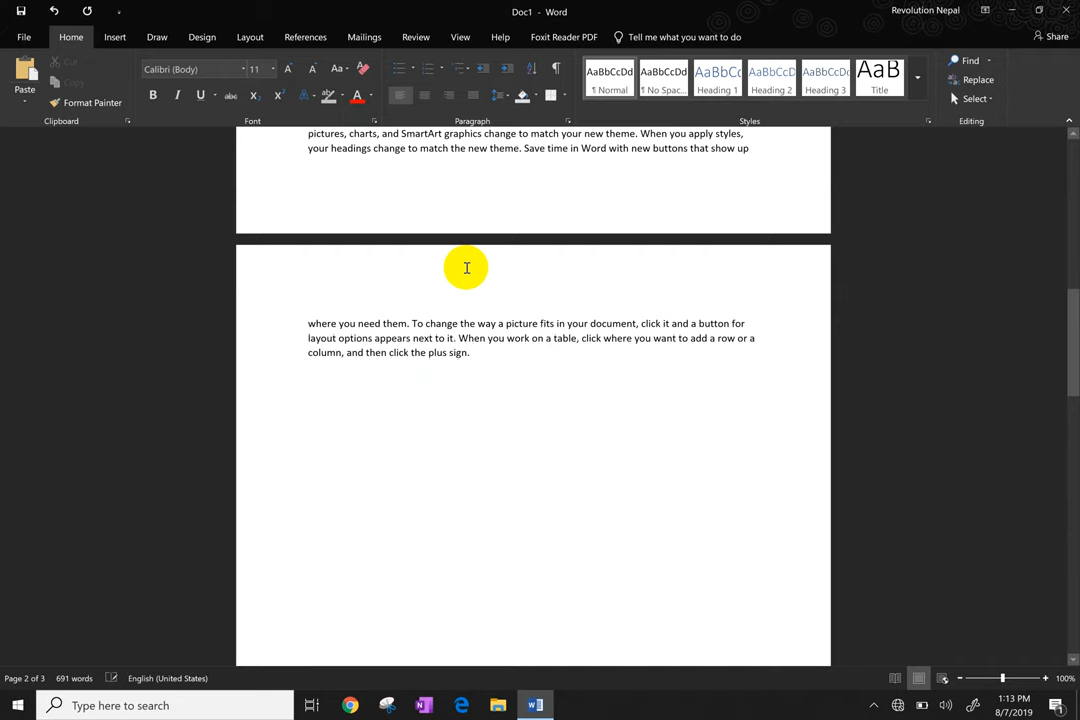 Doc1 - Word
Revolution Nepal
File Home Insert Draw Design Layout References Mailings Review View Help Foxit Reader PDF Tell me what you want to do Share
Paste Cut Copy Format Painter
Clipboard
Calibri (Body) 11
Font
Paragraph
AaBbCcDd AaBbCcDd AaBbCc AaBbCcD AaBbCcD AaB
¶ Normal ¶ No Spac... Heading 1 Heading 2 Heading 3 Title
Styles
Find
Replace
Select
Editing
pictures, charts, and SmartArt graphics change to match your new theme. When you apply styles,
your headings change to match the new theme. Save time in Word with new buttons that show up
where you need them. To change the way a picture fits in your document, click it and a button for
layout options appears next to it. When you work on a table, click where you want to add a row or a
column, and then click the plus sign.
Page 2 of 3 691 words English (United States) 100%
Type here to search
1:13 PM
8/7/2019